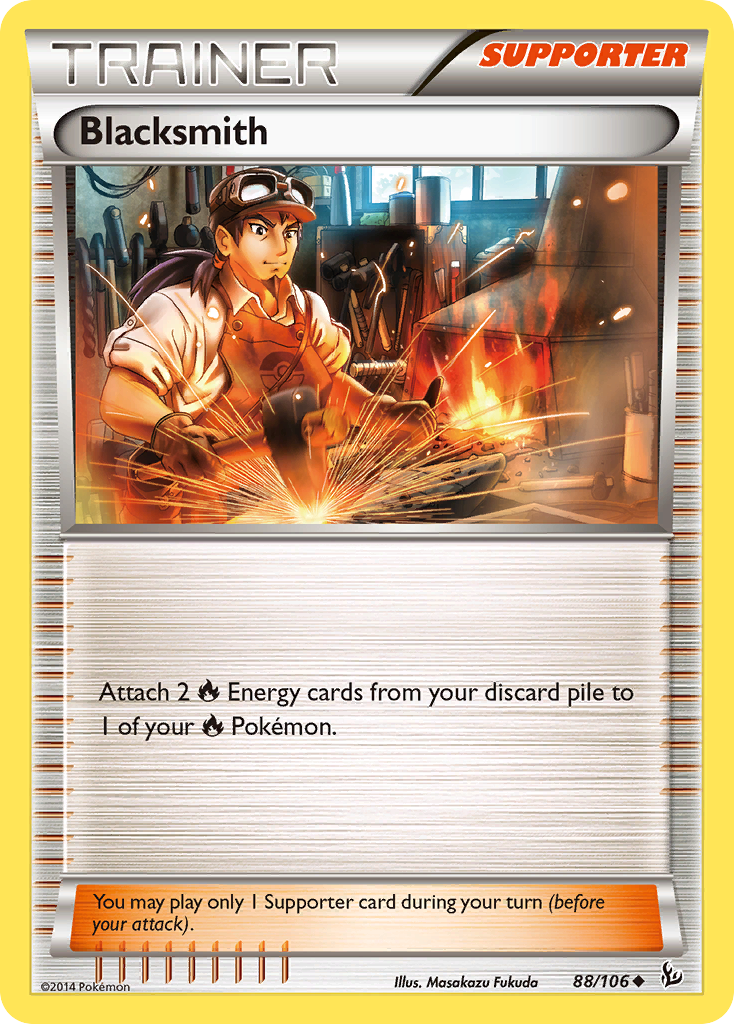 TRAINER
SUPPORTER
Blacksmith
Attach 2 🔥 Energy cards from your discard pile to
1 of your 🔥 Pokémon.
You may play only 1 Supporter card during your turn (before
your attack).
©2014 Pokémon
Illus. Masakazu Fukuda
88/106 ◆